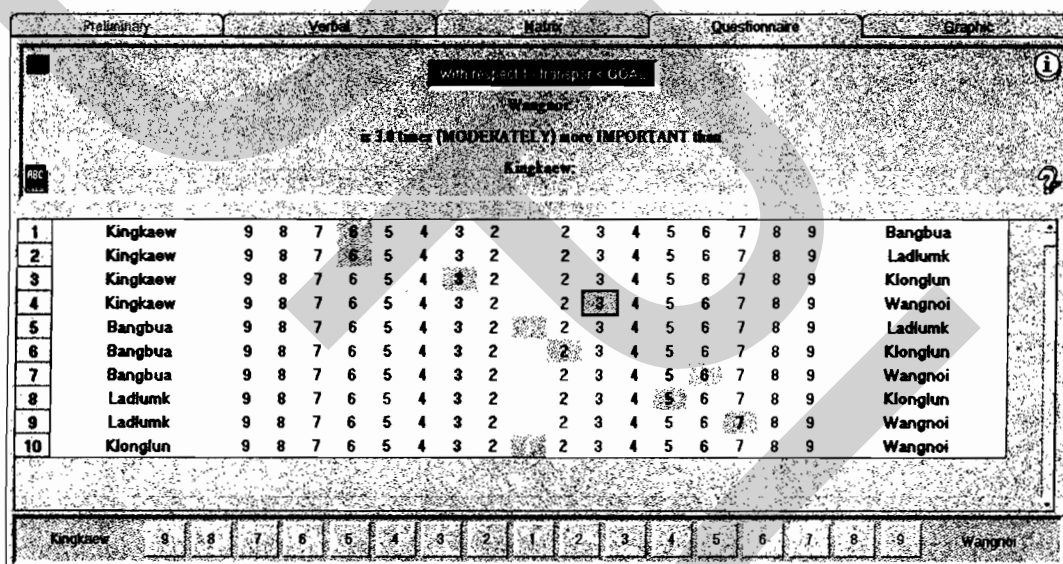 Preliminary Verbal Matrix Questionnaire Graphic
With respect to transpor < GOAL
Wangnoi:
is 3.0 times (MODERATELY) more IMPORTANT than
Kingkaew:
ABC
1 Kingkaew 9 8 7 6 5 4 3 2 2 3 4 5 6 7 8 9 Bangbua
2 Kingkaew 9 8 7 6 5 4 3 2 2 3 4 5 6 7 8 9 Ladlumk
3 Kingkaew 9 8 7 6 5 4 3 2 2 3 4 5 6 7 8 9 Klonglun
4 Kingkaew 9 8 7 6 5 4 3 2 2 3 4 5 6 7 8 9 Wangnoi
5 Bangbua 9 8 7 6 5 4 3 2 2 3 4 5 6 7 8 9 Ladlumk
6 Bangbua 9 8 7 6 5 4 3 2 2 3 4 5 6 7 8 9 Klonglun
7 Bangbua 9 8 7 6 5 4 3 2 2 3 4 5 6 7 8 9 Wangnoi
8 Ladlumk 9 8 7 6 5 4 3 2 2 3 4 5 6 7 8 9 Klonglun
9 Ladlumk 9 8 7 6 5 4 3 2 2 3 4 5 6 7 8 9 Wangnoi
10 Klonglun 9 8 7 6 5 4 3 2 2 3 4 5 6 7 8 9 Wangnoi
Kingkaew 9 8 7 6 5 4 3 2 1 2 3 4 5 6 7 8 9 Wangnoi